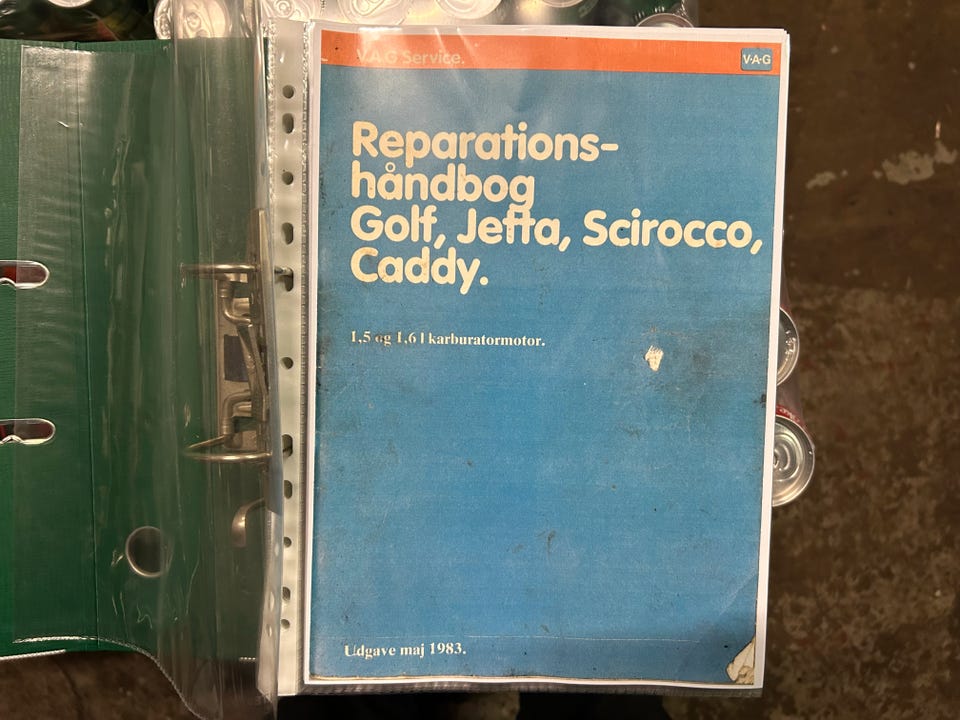 V.A.G Service.
V·A·G
Reparations-
håndbog
Golf, Jetta, Scirocco,
Caddy.
1,5 og 1,6 l karburatormotor.
Udgave maj 1983.